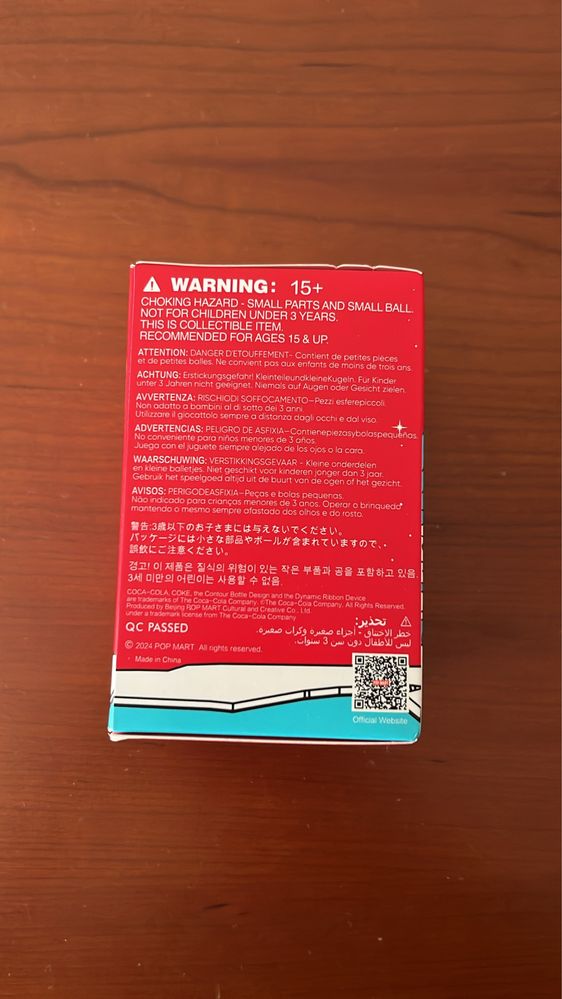 WARNING: 15+
CHOKING HAZARD - SMALL PARTS AND SMALL BALL.
NOT FOR CHILDREN UNDER 3 YEARS.
THIS IS COLLECTIBLE ITEM.
RECOMMENDED FOR AGES 15 & UP.
ATTENTION: DANGER D'ETOUFFEMENT- Contient de petites pièces
et de petites balles. Ne convient pas aux enfants de moins de trois ans.
ACHTUNG: Erstickungsgefahr! KleinteileundkleineKugeln. Für Kinder
unter 3 Jahren nicht geeignet. Niemals auf Augen oder Gesicht zielen.
AVVERTENZA: RISCHIODI SOFFOCAMENTO-Pezzi esferepiccoli.
Non adatto a bambini al di sotto dei 3 anni.
Utilizzare il giocattolo sempre a distanza dagli occhi e dal viso.
ADVERTENCIAS: PELIGRO DE ASFIXIA-Contienepiezasybolaspequeñas.
No conveniente para niños menores de 3 años.
Juega con el juguete siempre alejado de los ojos o la cara.
WAARSCHUWING: VERSTIKKINGSGEVAAR - Kleine onderdelen
en kleine balletjes. Niet geschikt voor kinderen jonger dan 3 jaar.
Gebruik het speelgoed altijd uit de buurt van de ogen of het gezicht.
AVISOS: PERIGODEASFIXIA-Peças e bolas pequenas.
Não indicado para crianças menores de 3 anos. Operar o brinquedo
mantendo o mesmo sempre afastado dos olhos e do rosto.
警告:3歳以下のお子さまには与えないでください。
パッケージには小さな部品やボールが含まれていますので、
誤飲にご注意ください。
경고! 이 제품은 질식의 위험이 있는 작은 부품과 공을 포함하고 있음.
3세 미만의 어린이는 사용할 수 없음.
COCA-COLA, COKE, the Contour Bottle Design and the Dynamic Ribbon Device
are trademarks of The Coca-Cola Company. ©The Coca-Cola Company. All Rights Reserved.
Produced by Beijing POP MART Cultural and Creative Co., Ltd.
under a trademark license from The Coca-Cola Company
تحذير:
خطر الاختناق - أجزاء صغيرة وكرات صغيرة.
ليس للأطفال دون سن 3 سنوات.
QC PASSED
© 2024 POP MART All rights reserved.
Made in China
Official Website